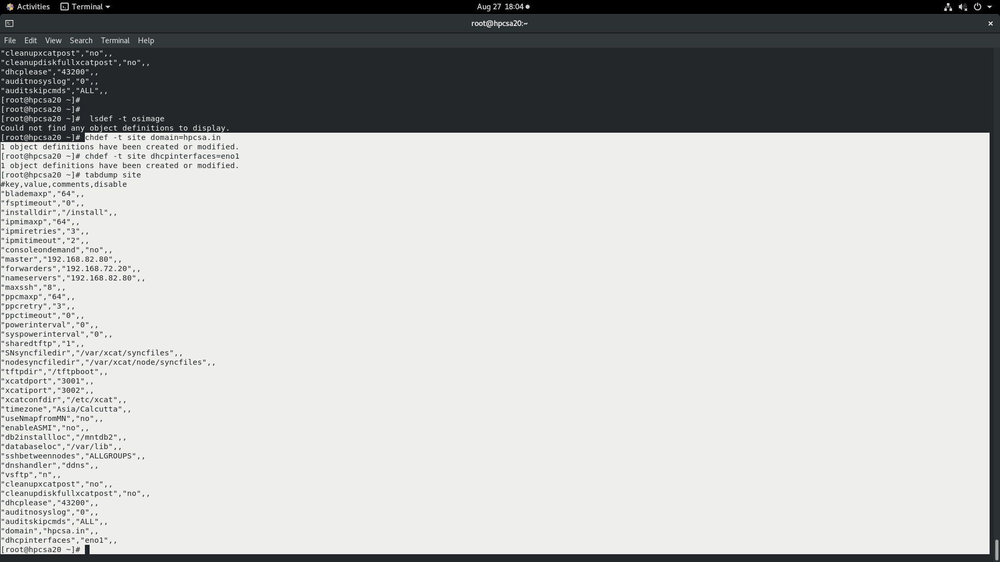 Activities
Terminal
Aug 27 18:04
root@hpcsa20:~
File Edit View Search Terminal Help
"cleanupxcatpost","no",,
"cleanupdiskfullxcatpost","no",,
"dhcplease","43200",,
"auditnosyslog","0",,
"auditskipcmds","ALL",,
[root@hpcsa20 ~]#
[root@hpcsa20 ~]#
[root@hpcsa20 ~]#  lsdef -t osimage
Could not find any object definitions to display.
[root@hpcsa20 ~]# chdef -t site domain=hpcsa.in
1 object definitions have been created or modified.
[root@hpcsa20 ~]# chdef -t site dhcpinterfaces=eno1
1 object definitions have been created or modified.
[root@hpcsa20 ~]# tabdump site
#key,value,comments,disable
"blademaxp","64",,
"fsptimeout","0",,
"installdir","/install",,
"ipmimaxp","64",,
"ipmiretries","3",,
"ipmitimeout","2",,
"consoleondemand","no",,
"master","192.168.82.80",,
"forwarders","192.168.72.20",,
"nameservers","192.168.82.80",,
"maxssh","8",,
"ppcmaxp","64",,
"ppcretry","3",,
"ppctimeout","0",,
"powerinterval","0",,
"syspowerinterval","0",,
"sharedtftp","1",,
"SNsyncfiledir","/var/xcat/syncfiles",,
"nodesyncfiledir","/var/xcat/node/syncfiles",,
"tftpdir","/tftpboot",,
"xcatdport","3001",,
"xcatiport","3002",,
"xcatconfdir","/etc/xcat",,
"timezone","Asia/Calcutta",,
"useNmapfromMN","no",,
"enableASMI","no",,
"db2installloc","/mntdb2",,
"databaseloc","/var/lib",,
"sshbetweennodes","ALLGROUPS",,
"dnshandler","ddns",,
"vsftp","n",,
"cleanupxcatpost","no",,
"cleanupdiskfullxcatpost","no",,
"dhcplease","43200",,
"auditnosyslog","0",,
"auditskipcmds","ALL",,
"domain","hpcsa.in",,
"dhcpinterfaces","eno1",,
[root@hpcsa20 ~]#